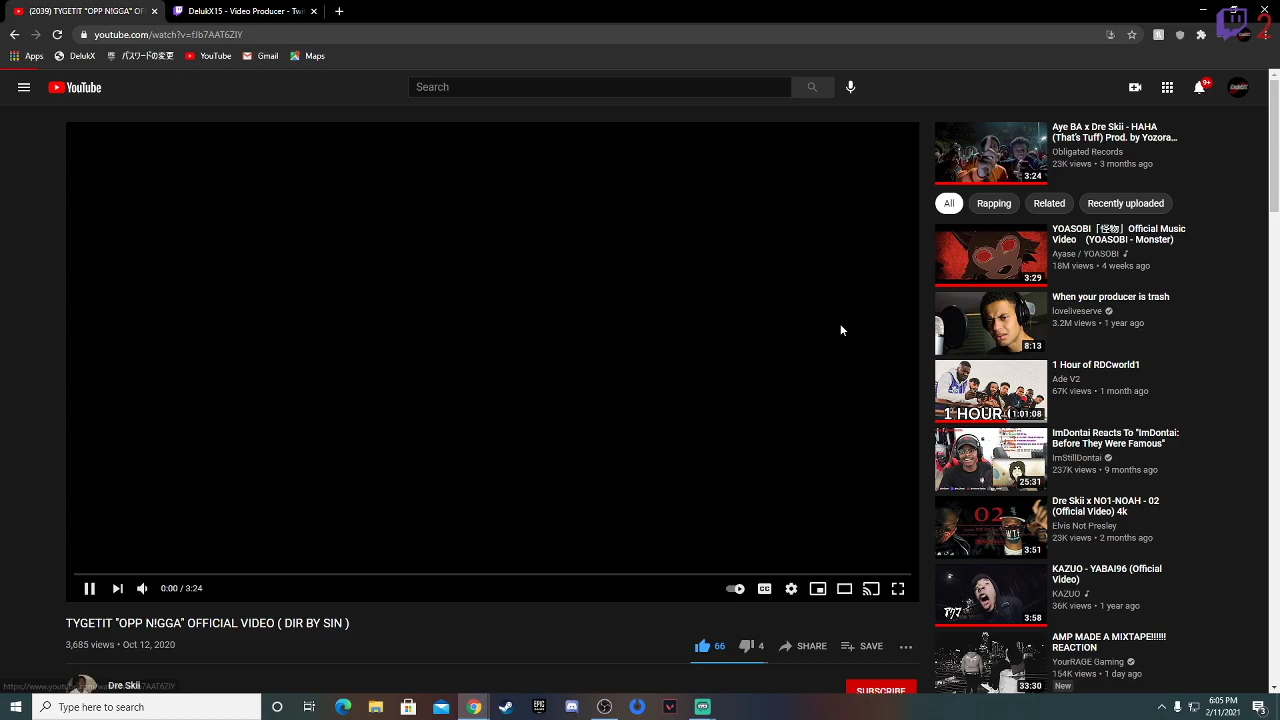 (2039) TYGETIT "OPP N!GGA" OF
DelukX15 - Video Producer - Twi
youtube.com/watch?v=fJb7AAT6ZIY
Apps
DelukX
パスワードの変更
YouTube
Gmail
Maps
2
YouTube
Search
9+
Aye BA x Dre Skii - HAHA
(That's Tuff) Prod. by Yozora...
Obligated Records
23K views • 3 months ago
3:24
All
Rapping
Related
Recently uploaded
YOASOBI「怪物」Official Music
Video (YOASOBI - Monster)
Ayase / YOASOBI
18M views • 4 weeks ago
3:29
When your producer is trash
loveliveserve
3.2M views • 1 year ago
8:13
1 Hour of RDCworld1
Ade V2
67K views • 1 month ago
1 HOUR
1:01:08
ImDontai Reacts To "ImDontai
Before They Were Famous"
ImStillDontai
237K views • 9 months ago
25:31
Dre Skii x NO1-NOAH - 02
(Official Video) 4k
Elvis Not Presley
23K views • 2 months ago
02
3:51
KAZUO - YABAI96 (Official
Video)
KAZUO
36K views • 1 year ago
3:58
AMP MADE A MIXTAPE!!!!!!
REACTION
YourRAGE Gaming
154K views • 1 day ago
New
33:30
0:00 / 3:24
CC
TYGETIT "OPP N!GGA" OFFICIAL VIDEO ( DIR BY $IN )
3,685 views • Oct 12, 2020
66
4
SHARE
SAVE
Dre Skii
SUBSCRIBE
Type here to search
EPIC
6:05 PM
2/11/2021
3